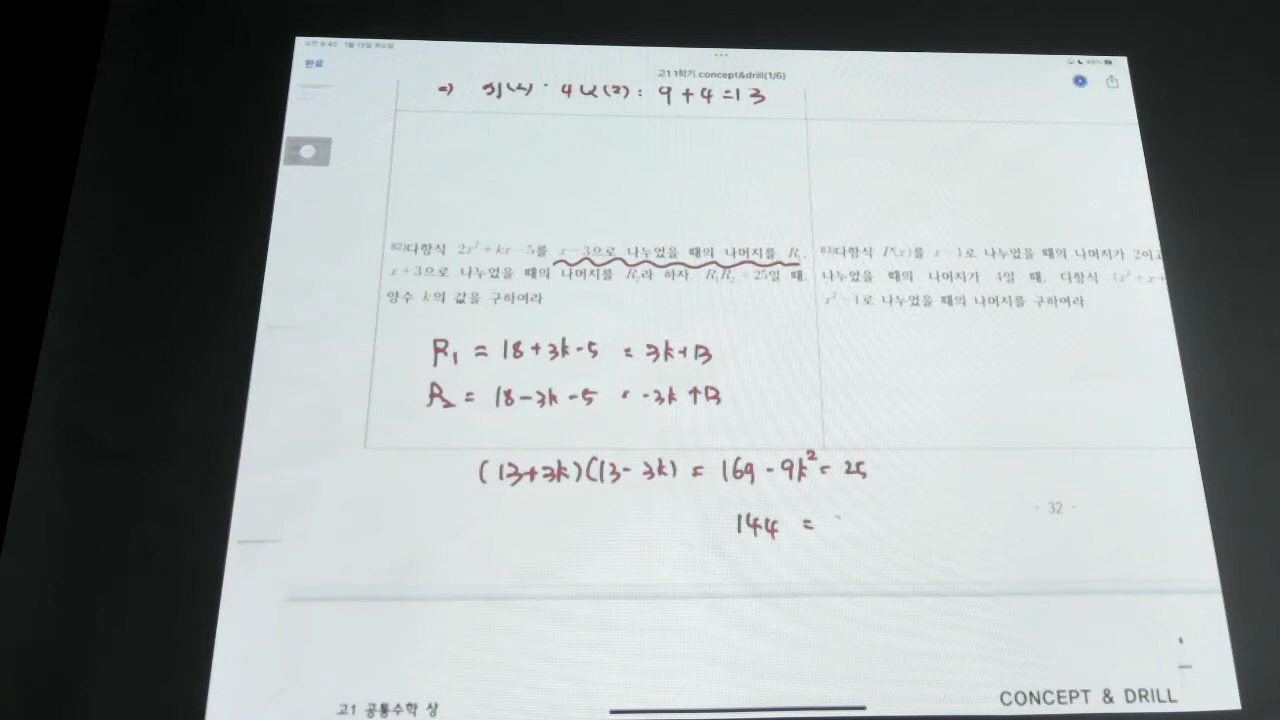 완료
고1 1학기 concept&drill(1/6)
9+4=13
82)다항식 2x²+kx-5를 x-3으로 나누었을 때의 나머지를 R₁,
x+3으로 나누었을 때의 나머지를 R₂라 하자. R₁R₂=25일 때,
양수 k의 값을 구하여라
R₁ = 18+3k-5 = 3k+13
R₂ = 18-3k-5 = -3k+13
(13+3k)(13-3k) = 169-9k² = 25
144 =
83)다항식 P(x)를 x-1로 나누었을 때의 나머지가 2이고
나누었을 때의 나머지가 4일 때, 다항식 (x²+x+
x²-1로 나누었을 때의 나머지를 구하여라
- 32 -
고1 공통수학 상
CONCEPT & DRILL